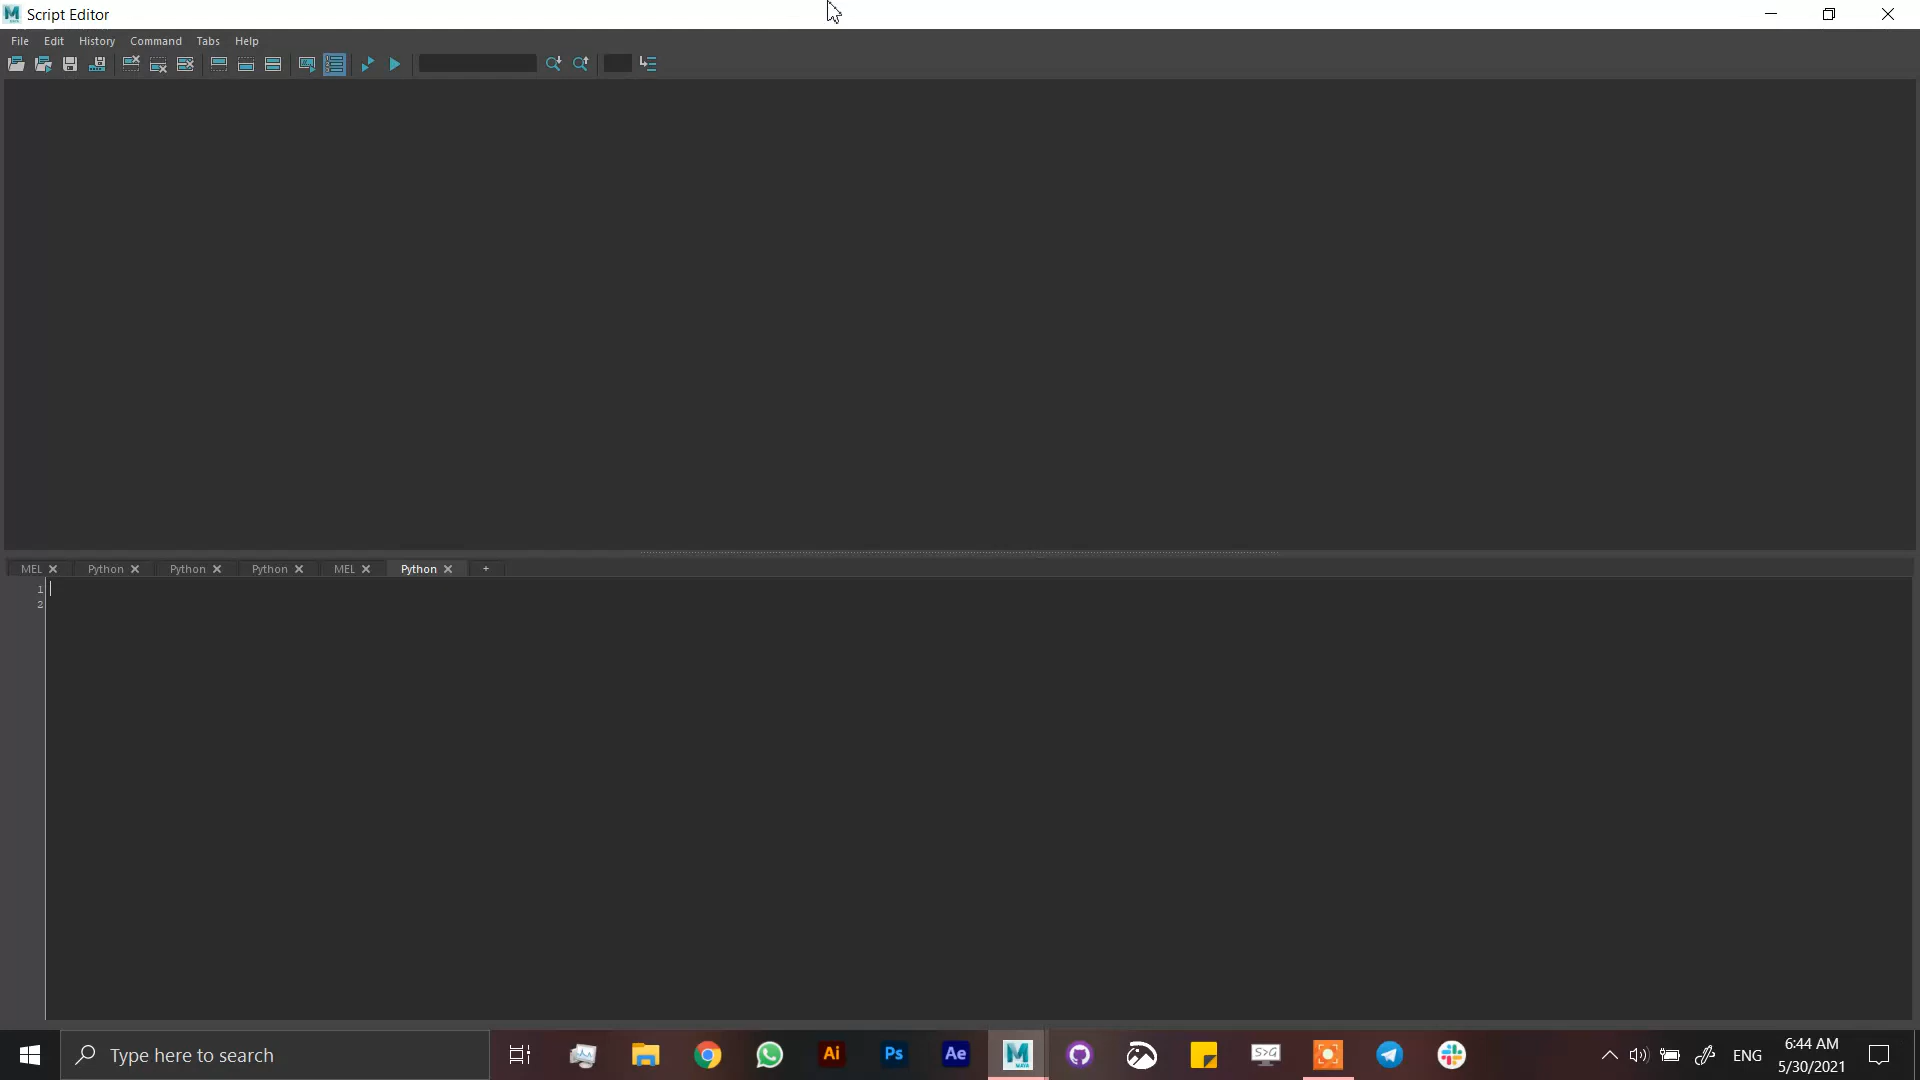 Script Editor
File Edit History Command Tabs Help
MEL Python Python Python MEL Python +
1
2
Type here to search
Ai Ps Ae M MAYA S>G ENG 6:44 AM
5/30/2021